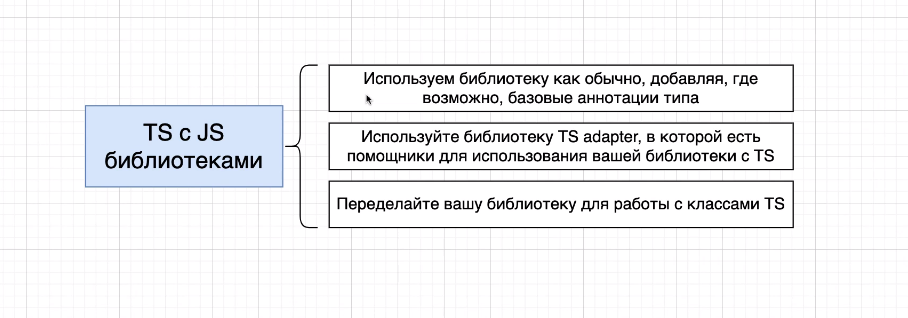 TS с JS
библиотеками
Используем библиотеку как обычно, добавляя, где
возможно, базовые аннотации типа
Используйте библиотеку TS adapter, в которой есть
помощники для использования вашей библиотеки с TS
Переделайте вашу библиотеку для работы с классами TS